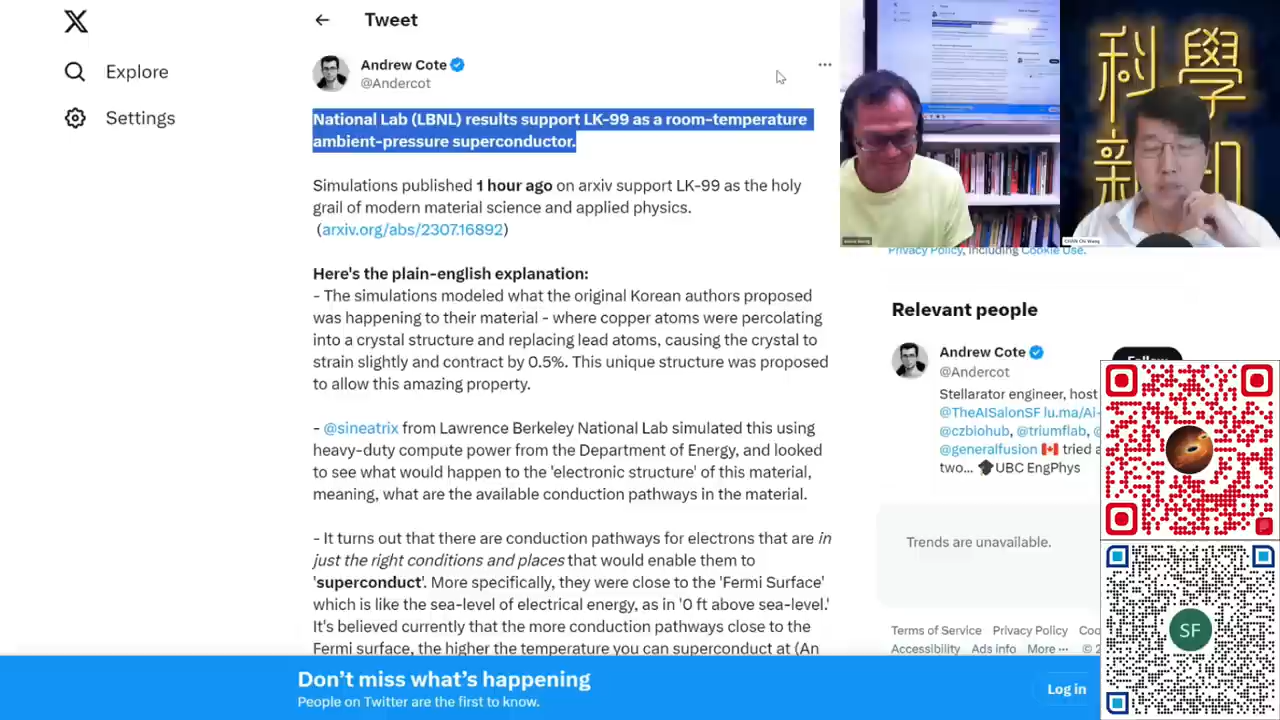 Tweet
Explore
Settings
Andrew Cote
@Andercot
National Lab (LBNL) results support LK-99 as a room-temperature
ambient-pressure superconductor.
Simulations published 1 hour ago on arxiv support LK-99 as the holy
grail of modern material science and applied physics.
(arxiv.org/abs/2307.16892)
Here's the plain-english explanation:
- The simulations modeled what the original Korean authors proposed
was happening to their material - where copper atoms were percolating
into a crystal structure and replacing lead atoms, causing the crystal to
strain slightly and contract by 0.5%. This unique structure was proposed
to allow this amazing property.
- @sineatrix from Lawrence Berkeley National Lab simulated this using
heavy-duty compute power from the Department of Energy, and looked
to see what would happen to the 'electronic structure' of this material,
meaning, what are the available conduction pathways in the material.
- It turns out that there are conduction pathways for electrons that are in
just the right conditions and places that would enable them to
'superconduct'. More specifically, they were close to the 'Fermi Surface'
which is like the sea-level of electrical energy, as in '0 ft above sea-level.'
It's believed currently that the more conduction pathways close to the
Fermi surface, the higher the temperature you can superconduct at (An
科學
新知
CHAN Chi Wang
Privacy Policy, including Cookie Use.
Relevant people
Andrew Cote
@Andercot
Follow
Stellarator engineer, host
@TheAISalonSF lu.ma/Ai-
@czbiohub, @triumflab,
@generalfusion tried a
two... UBC EngPhys
Trends are unavailable.
Terms of Service Privacy Policy Coo
Accessibility Ads info More ··· © 2
SF
Don't miss what's happening
People on Twitter are the first to know.
Log in